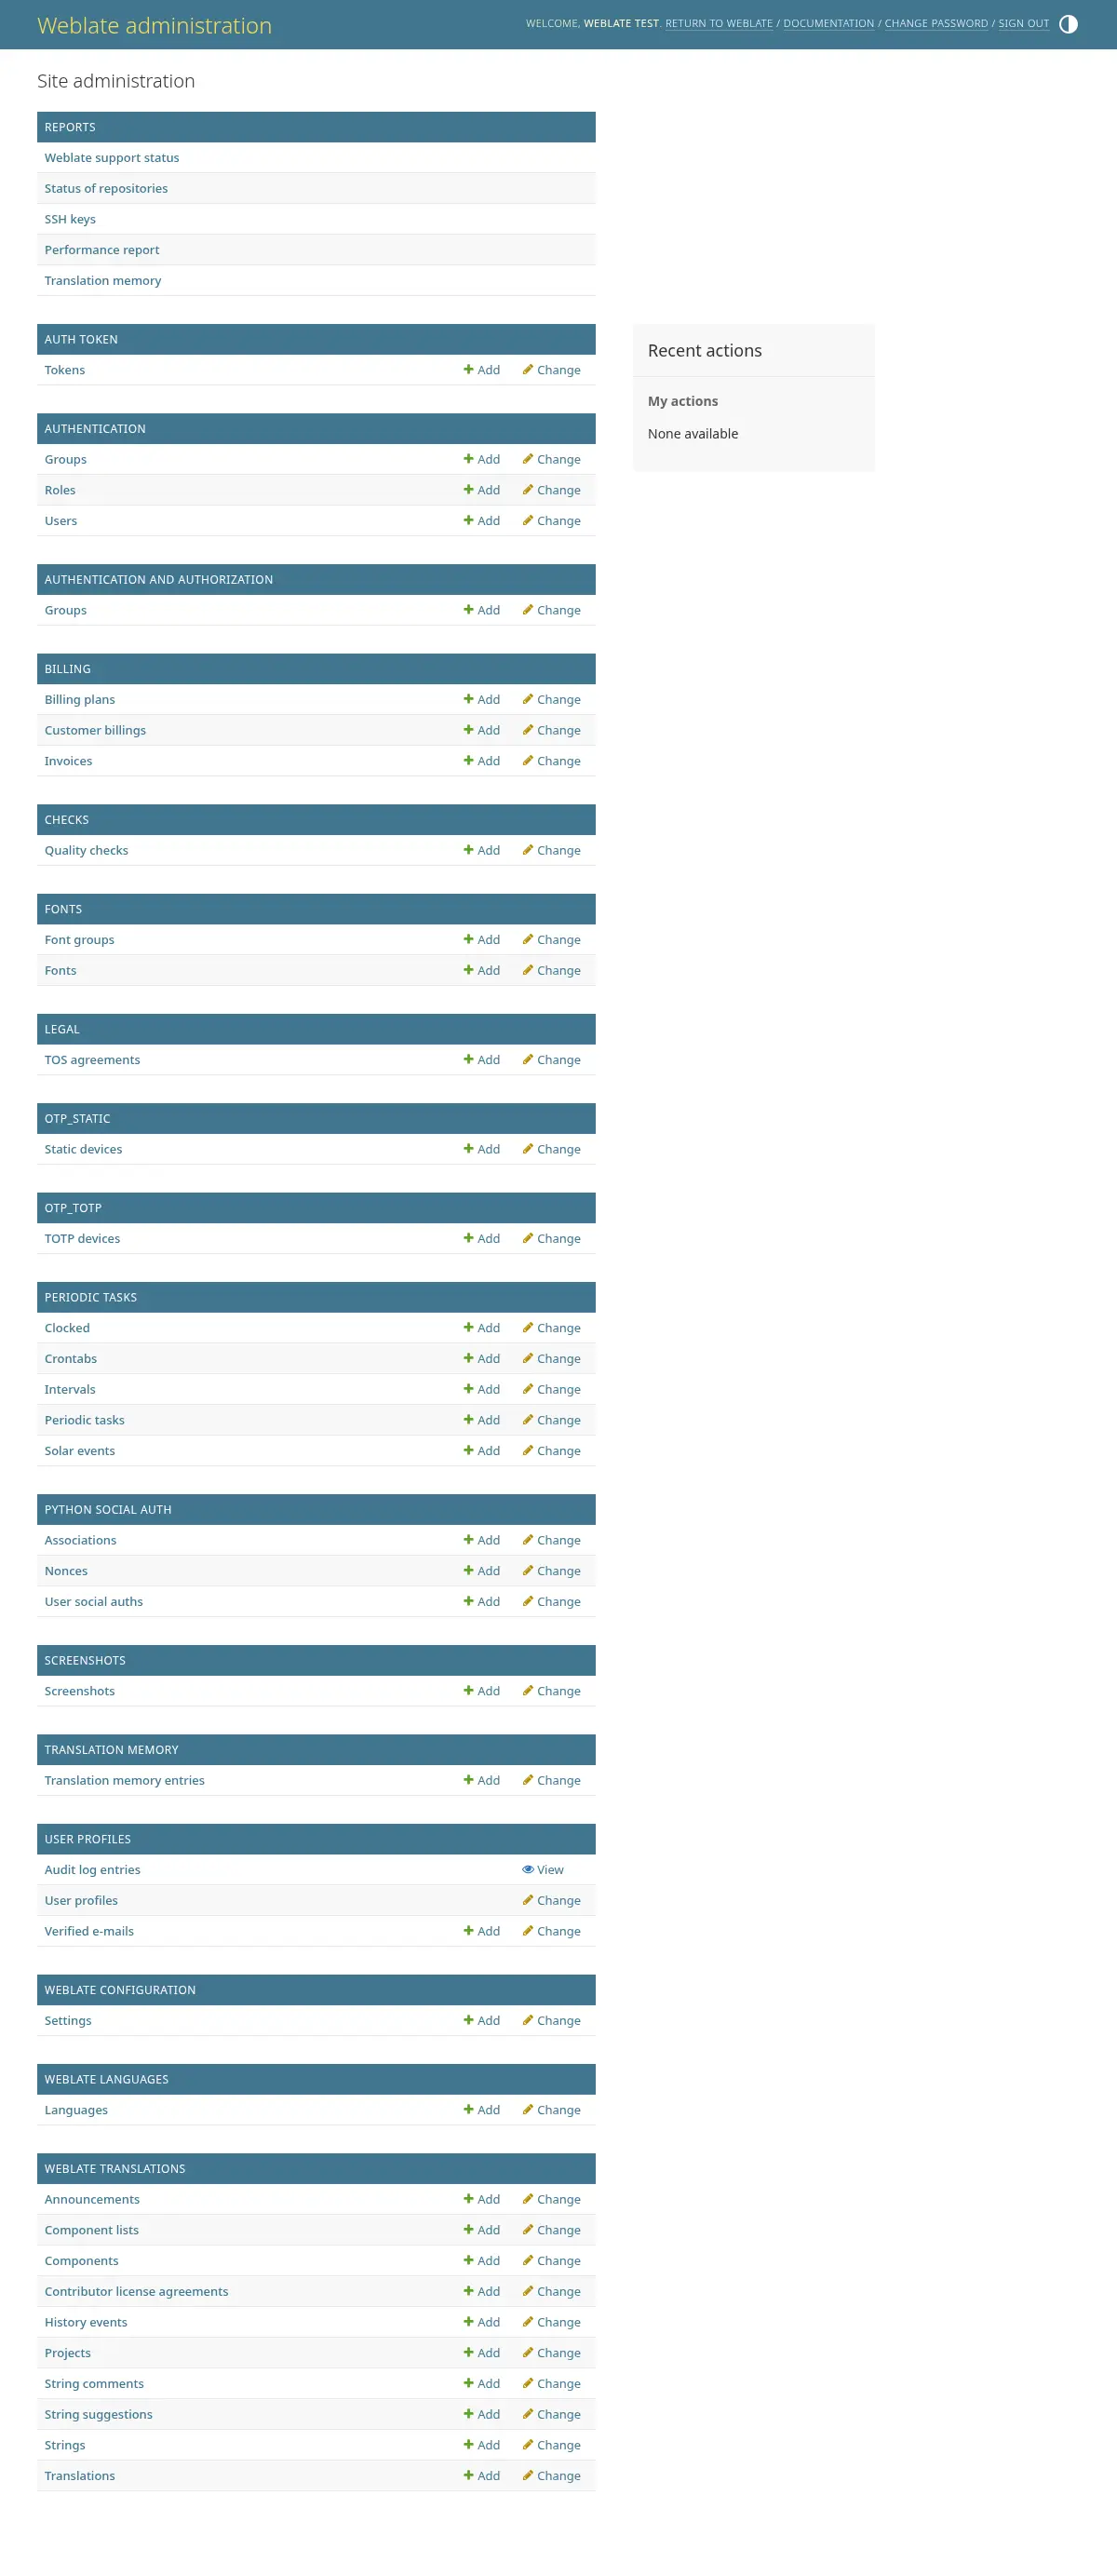 Weblate administration
WELCOME, WEBLATE TEST. RETURN TO WEBLATE / DOCUMENTATION / CHANGE PASSWORD / SIGN OUT
Site administration
REPORTS
Weblate support status
Status of repositories
SSH keys
Performance report
Translation memory
AUTH TOKEN
Tokens Add Change
AUTHENTICATION
Groups Add Change
Roles Add Change
Users Add Change
AUTHENTICATION AND AUTHORIZATION
Groups Add Change
BILLING
Billing plans Add Change
Customer billings Add Change
Invoices Add Change
CHECKS
Quality checks Add Change
FONTS
Font groups Add Change
Fonts Add Change
LEGAL
TOS agreements Add Change
OTP_STATIC
Static devices Add Change
OTP_TOTP
TOTP devices Add Change
PERIODIC TASKS
Clocked Add Change
Crontabs Add Change
Intervals Add Change
Periodic tasks Add Change
Solar events Add Change
PYTHON SOCIAL AUTH
Associations Add Change
Nonces Add Change
User social auths Add Change
SCREENSHOTS
Screenshots Add Change
TRANSLATION MEMORY
Translation memory entries Add Change
USER PROFILES
Audit log entries View
User profiles Change
Verified e-mails Add Change
WEBLATE CONFIGURATION
Settings Add Change
WEBLATE LANGUAGES
Languages Add Change
WEBLATE TRANSLATIONS
Announcements Add Change
Component lists Add Change
Components Add Change
Contributor license agreements Add Change
History events Add Change
Projects Add Change
String comments Add Change
String suggestions Add Change
Strings Add Change
Translations Add Change
Recent actions
My actions
None available